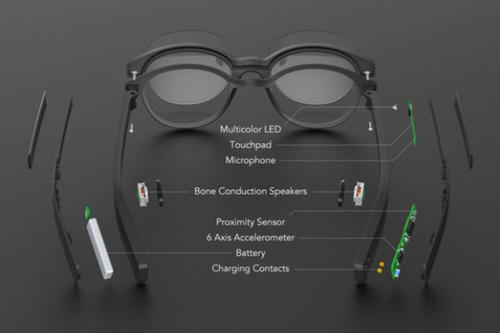 Multicolor LED
Touchpad
Microphone
Bone Conduction Speakers
Proximity Sensor
6 Axis Accelerometer
Battery
Charging Contacts